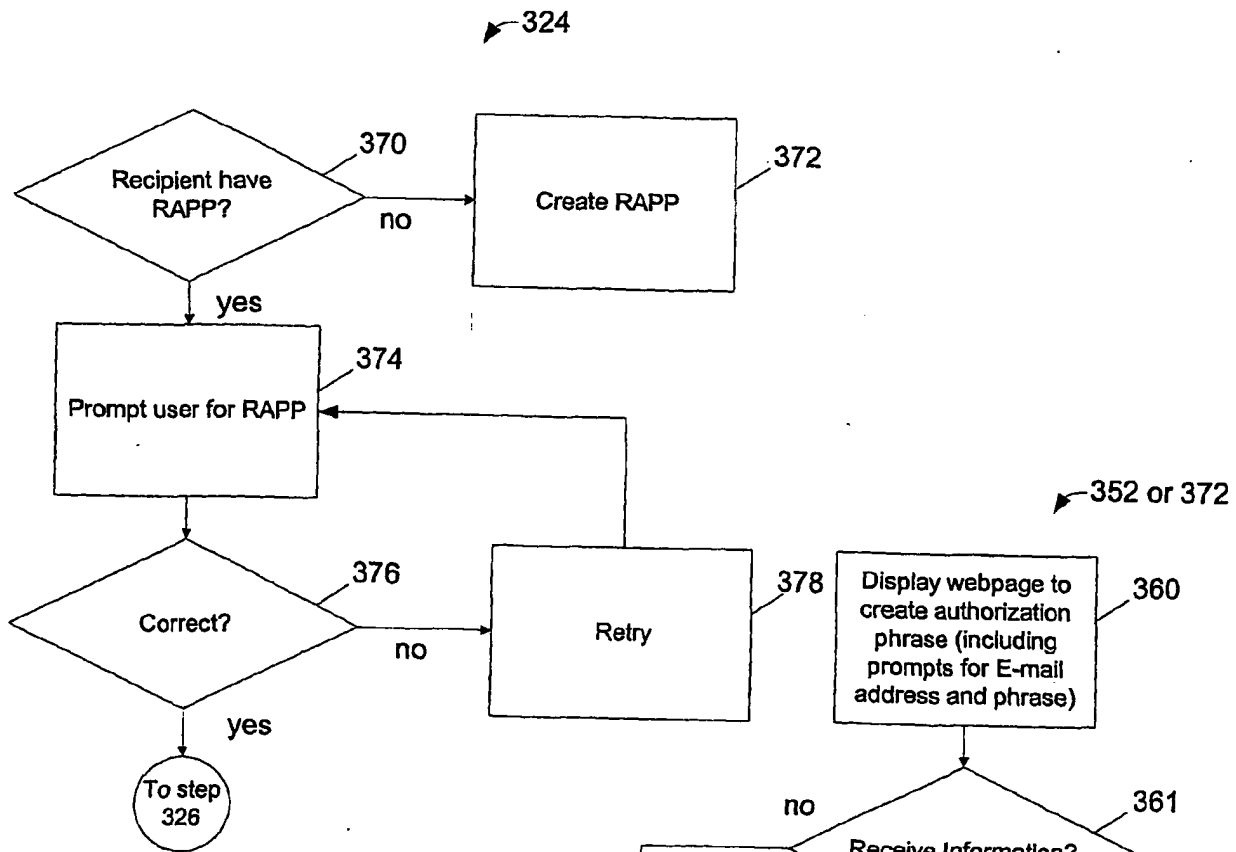 324
370
Recipient have
RAPP?
no
372
Create RAPP
yes
374
Prompt user for RAPP
376
Correct?
no
378
Retry
yes
To step
326
352 or 372
360
Display webpage to
create authorization
phrase (including
prompts for E-mail
address and phrase)
no
361
Receive Information?